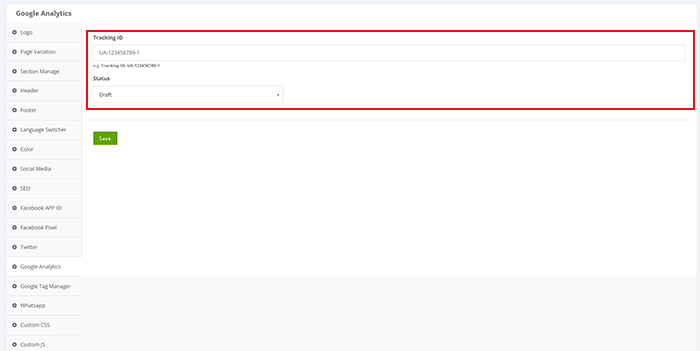 Google Analytics
Logo
Page Variation
Section Manage
Header
Footer
Language Switcher
Color
Social Media
SEO
Facebook APP ID
Facebook Pixel
Twitter
Google Analytics
Google Tag Manager
Whatsapp
Custom CSS
Custom JS
Tracking ID
UA-123456789-1
e.g. Tracking ID: UA-123456789-1
Status
Draft
Save